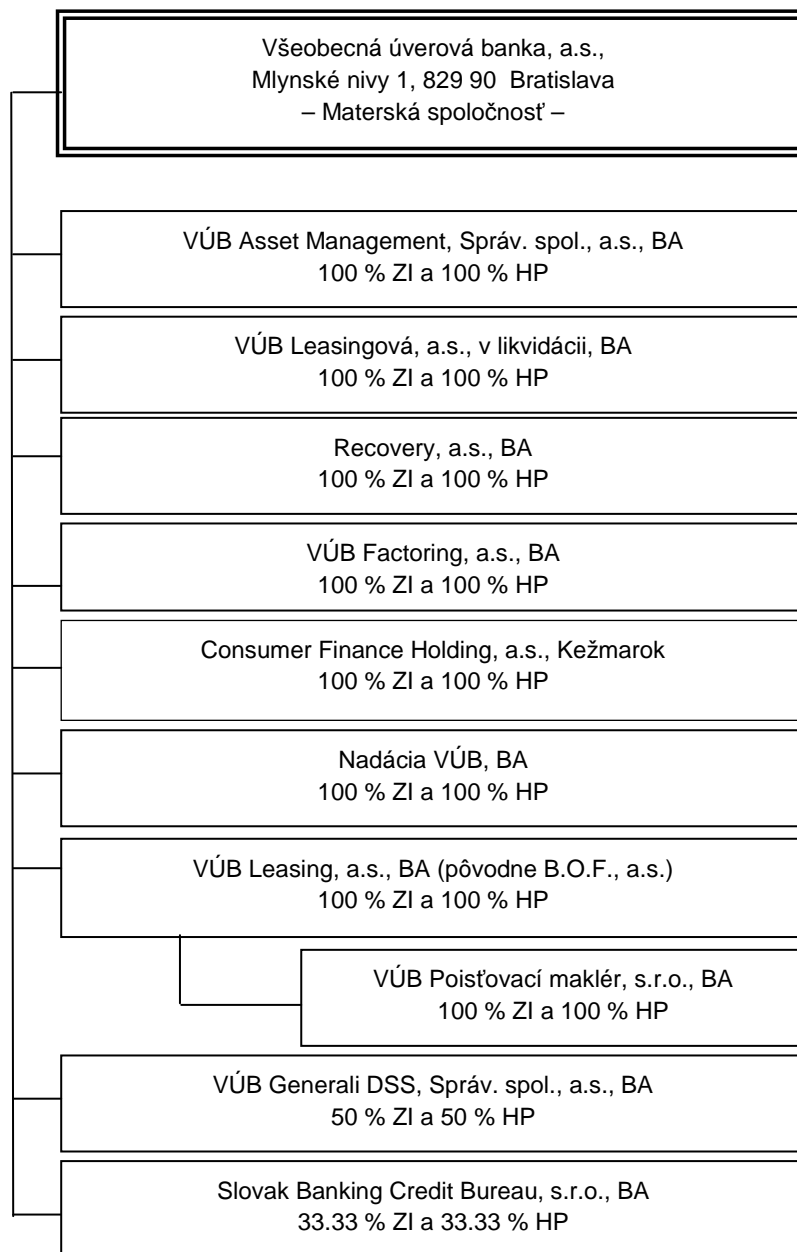 Všeobecná úverová banka, a.s.,
Mlynské nivy 1, 829 90 Bratislava
– Materská spoločnosť –
VÚB Asset Management, Správ. spol., a.s., BA
100 % ZI a 100 % HP
VÚB Leasingová, a.s., v likvidácii, BA
100 % ZI a 100 % HP
Recovery, a.s., BA
100 % ZI a 100 % HP
VÚB Factoring, a.s., BA
100 % ZI a 100 % HP
Consumer Finance Holding, a.s., Kežmarok
100 % ZI a 100 % HP
Nadácia VÚB, BA
100 % ZI a 100 % HP
VÚB Leasing, a.s., BA (pôvodne B.O.F., a.s.)
100 % ZI a 100 % HP
VÚB Poisťovací maklér, s.r.o., BA
100 % ZI a 100 % HP
VÚB Generali DSS, Správ. spol., a.s., BA
50 % ZI a 50 % HP
Slovak Banking Credit Bureau, s.r.o., BA
33.33 % ZI a 33.33 % HP